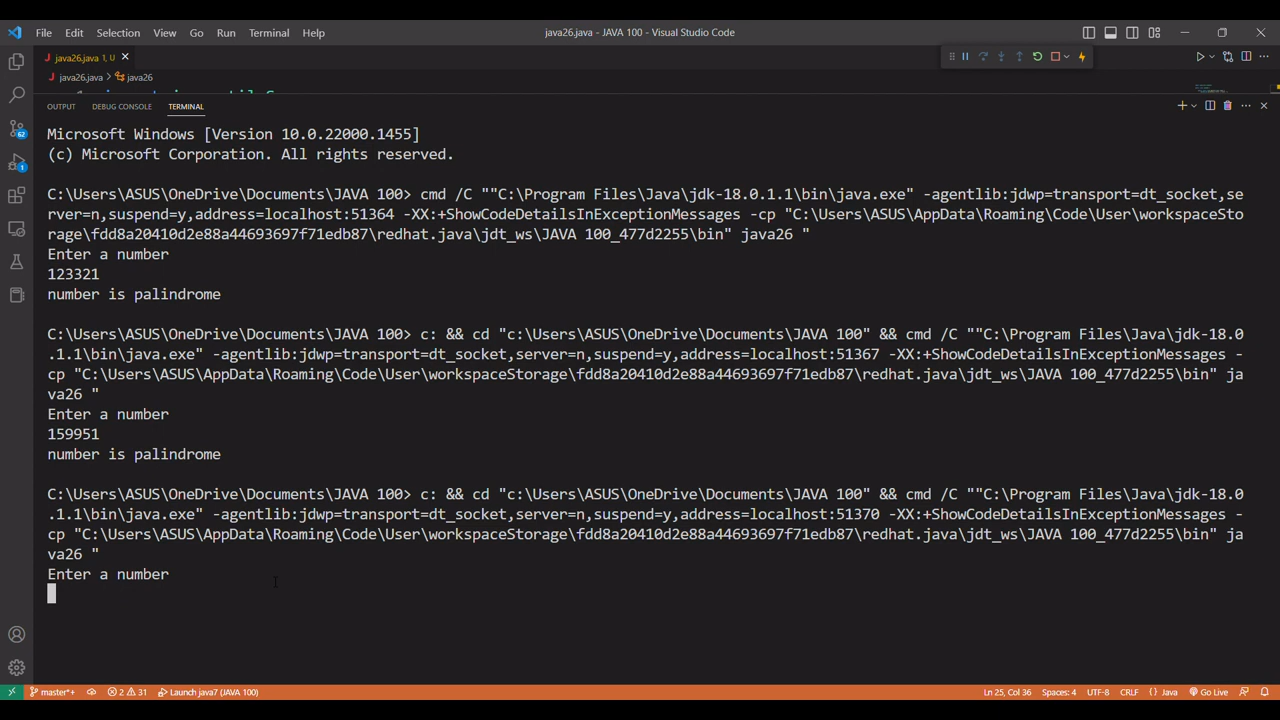 File Edit Selection View Go Run Terminal Help java26.java - JAVA 100 - Visual Studio Code
java26.java 1, U
java26.java > java26
OUTPUT DEBUG CONSOLE TERMINAL
Microsoft Windows [Version 10.0.22000.1455]
(c) Microsoft Corporation. All rights reserved.
C:\Users\ASUS\OneDrive\Documents\JAVA 100> cmd /C ""C:\Program Files\Java\jdk-18.0.1.1\bin\java.exe" -agentlib:jdwp=transport=dt_socket,se
rver=n,suspend=y,address=localhost:51364 -XX:+ShowCodeDetailsInExceptionMessages -cp "C:\Users\ASUS\AppData\Roaming\Code\User\workspaceSto
rage\fdd8a20410d2e88a44693697f71edb87\redhat.java\jdt_ws\JAVA 100_477d2255\bin" java26 "
Enter a number
123321
number is palindrome
C:\Users\ASUS\OneDrive\Documents\JAVA 100> c: && cd "c:\Users\ASUS\OneDrive\Documents\JAVA 100" && cmd /C ""C:\Program Files\Java\jdk-18.0
.1.1\bin\java.exe" -agentlib:jdwp=transport=dt_socket,server=n,suspend=y,address=localhost:51367 -XX:+ShowCodeDetailsInExceptionMessages -
cp "C:\Users\ASUS\AppData\Roaming\Code\User\workspaceStorage\fdd8a20410d2e88a44693697f71edb87\redhat.java\jdt_ws\JAVA 100_477d2255\bin" ja
va26 "
Enter a number
159951
number is palindrome
C:\Users\ASUS\OneDrive\Documents\JAVA 100> c: && cd "c:\Users\ASUS\OneDrive\Documents\JAVA 100" && cmd /C ""C:\Program Files\Java\jdk-18.0
.1.1\bin\java.exe" -agentlib:jdwp=transport=dt_socket,server=n,suspend=y,address=localhost:51370 -XX:+ShowCodeDetailsInExceptionMessages -
cp "C:\Users\ASUS\AppData\Roaming\Code\User\workspaceStorage\fdd8a20410d2e88a44693697f71edb87\redhat.java\jdt_ws\JAVA 100_477d2255\bin" ja
va26 "
Enter a number
62
1
master*+ 2 31 Launch java7 (JAVA 100) Ln 25, Col 36 Spaces: 4 UTF-8 CRLF {} Java Go Live